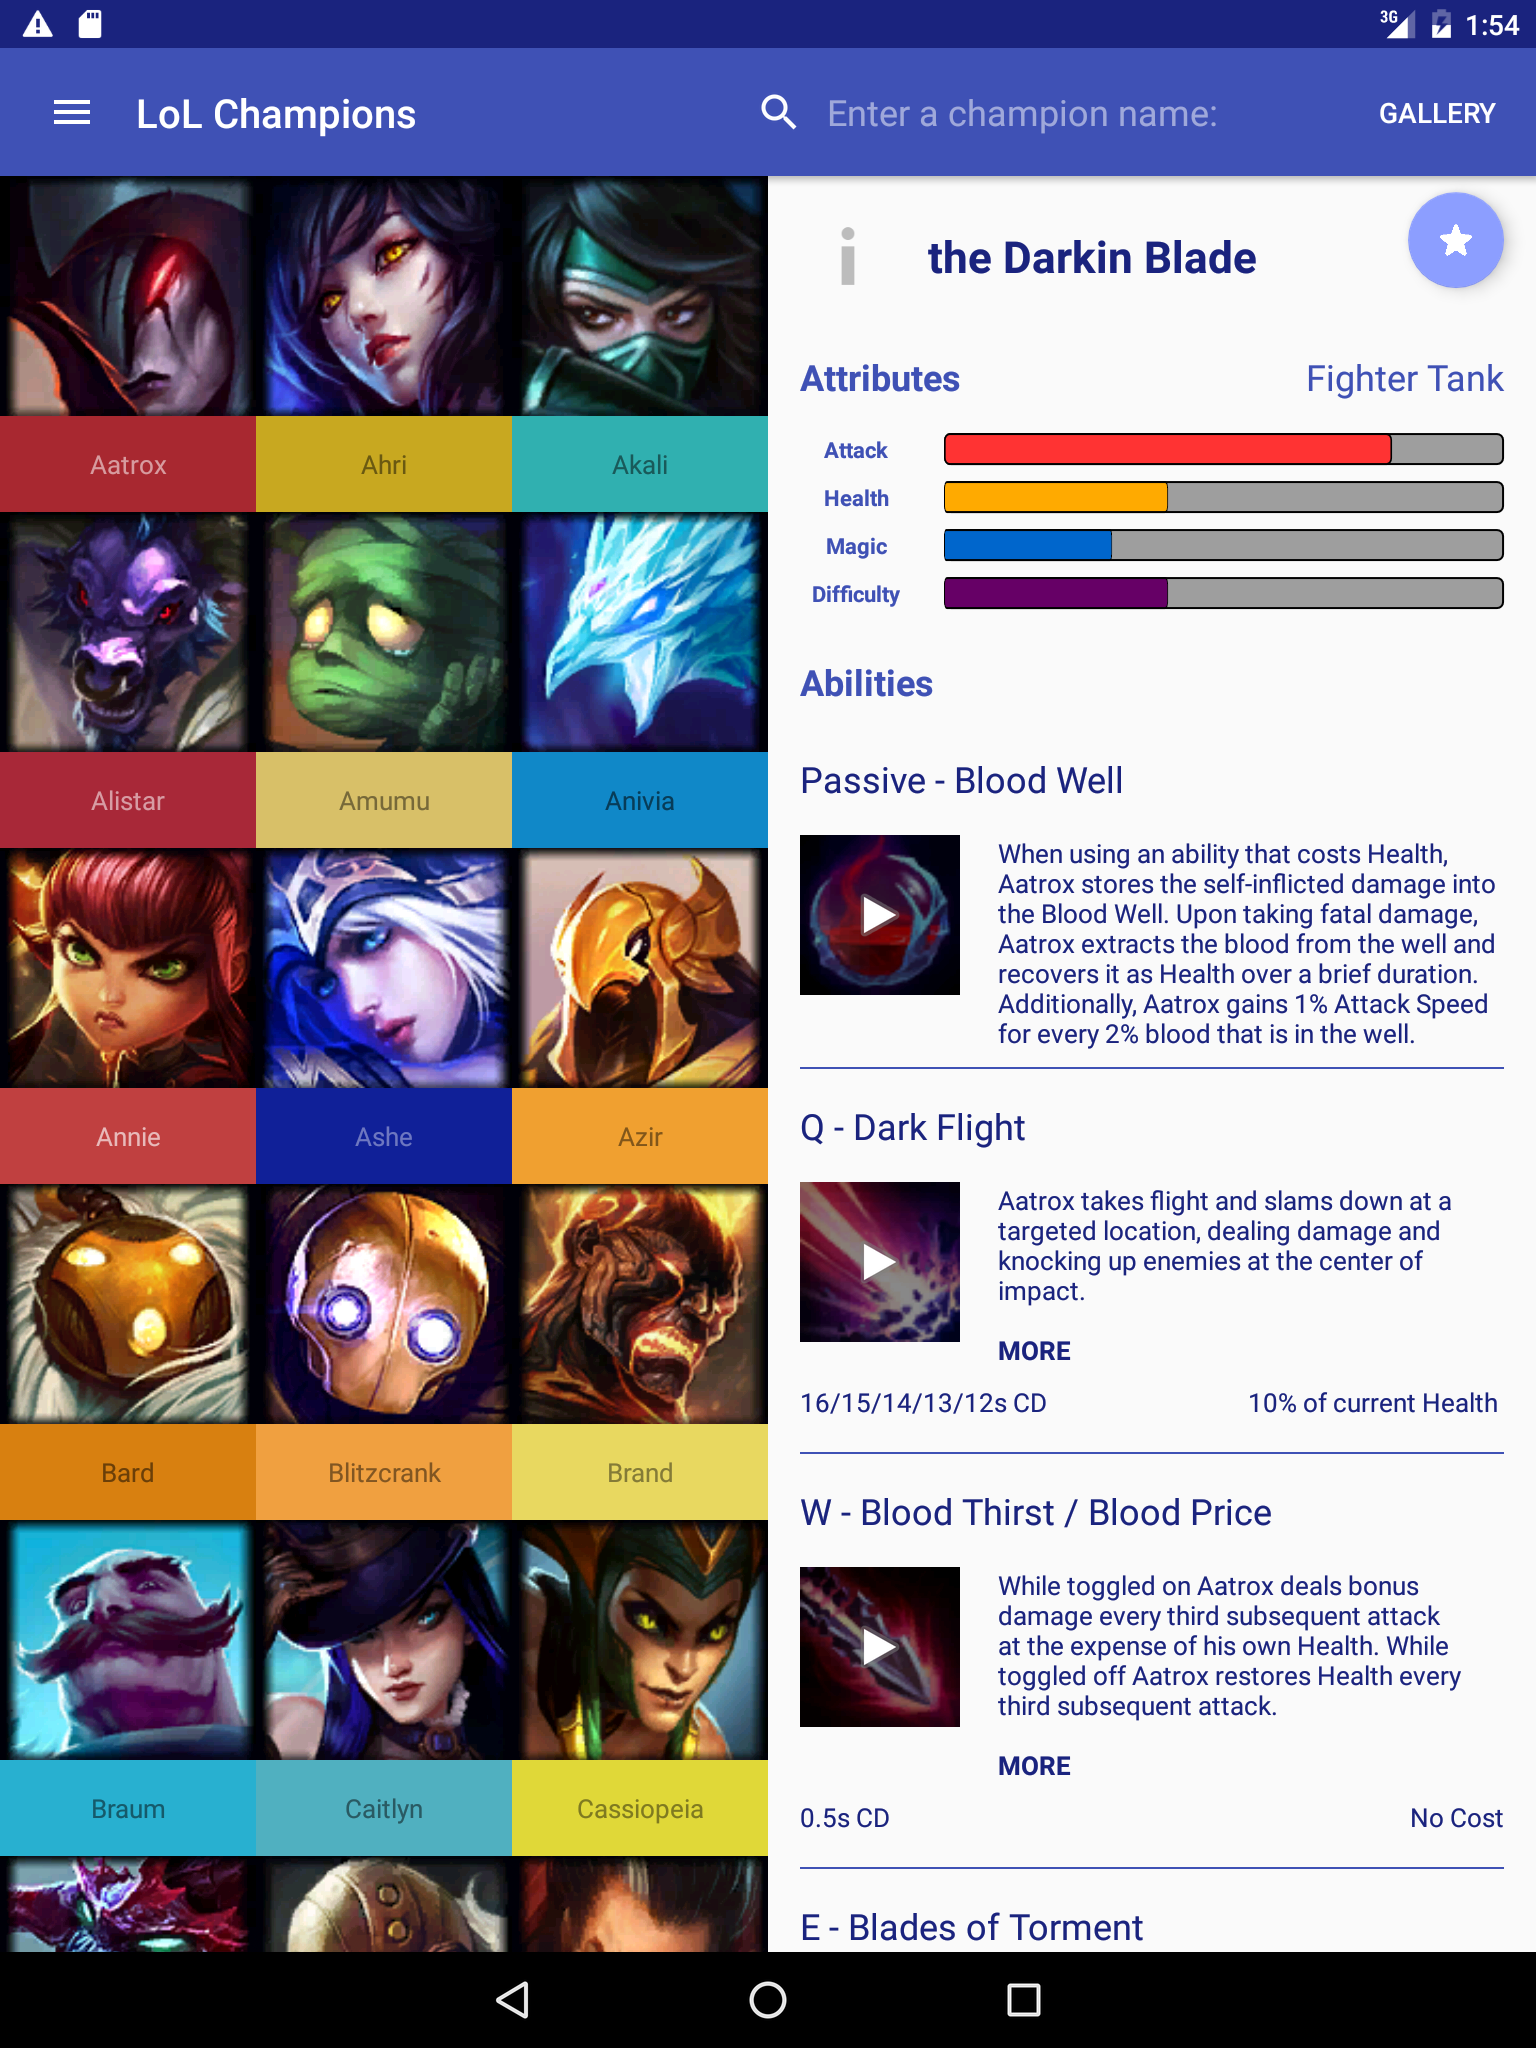 3G 1:54
LoL Champions
Enter a champion name:
GALLERY
Aatrox
Ahri
Akali
Alistar
Amumu
Anivia
Annie
Ashe
Azir
Bard
Blitzcrank
Brand
Braum
Caitlyn
Cassiopeia
i
the Darkin Blade
Attributes
Fighter Tank
Attack
Health
Magic
Difficulty
Abilities
Passive - Blood Well
When using an ability that costs Health,
Aatrox stores the self-inflicted damage into
the Blood Well. Upon taking fatal damage,
Aatrox extracts the blood from the well and
recovers it as Health over a brief duration.
Additionally, Aatrox gains 1% Attack Speed
for every 2% blood that is in the well.
Q - Dark Flight
Aatrox takes flight and slams down at a
targeted location, dealing damage and
knocking up enemies at the center of
impact.
MORE
16/15/14/13/12s CD
10% of current Health
W - Blood Thirst / Blood Price
While toggled on Aatrox deals bonus
damage every third subsequent attack
at the expense of his own Health. While
toggled off Aatrox restores Health every
third subsequent attack.
MORE
0.5s CD
No Cost
E - Blades of Torment